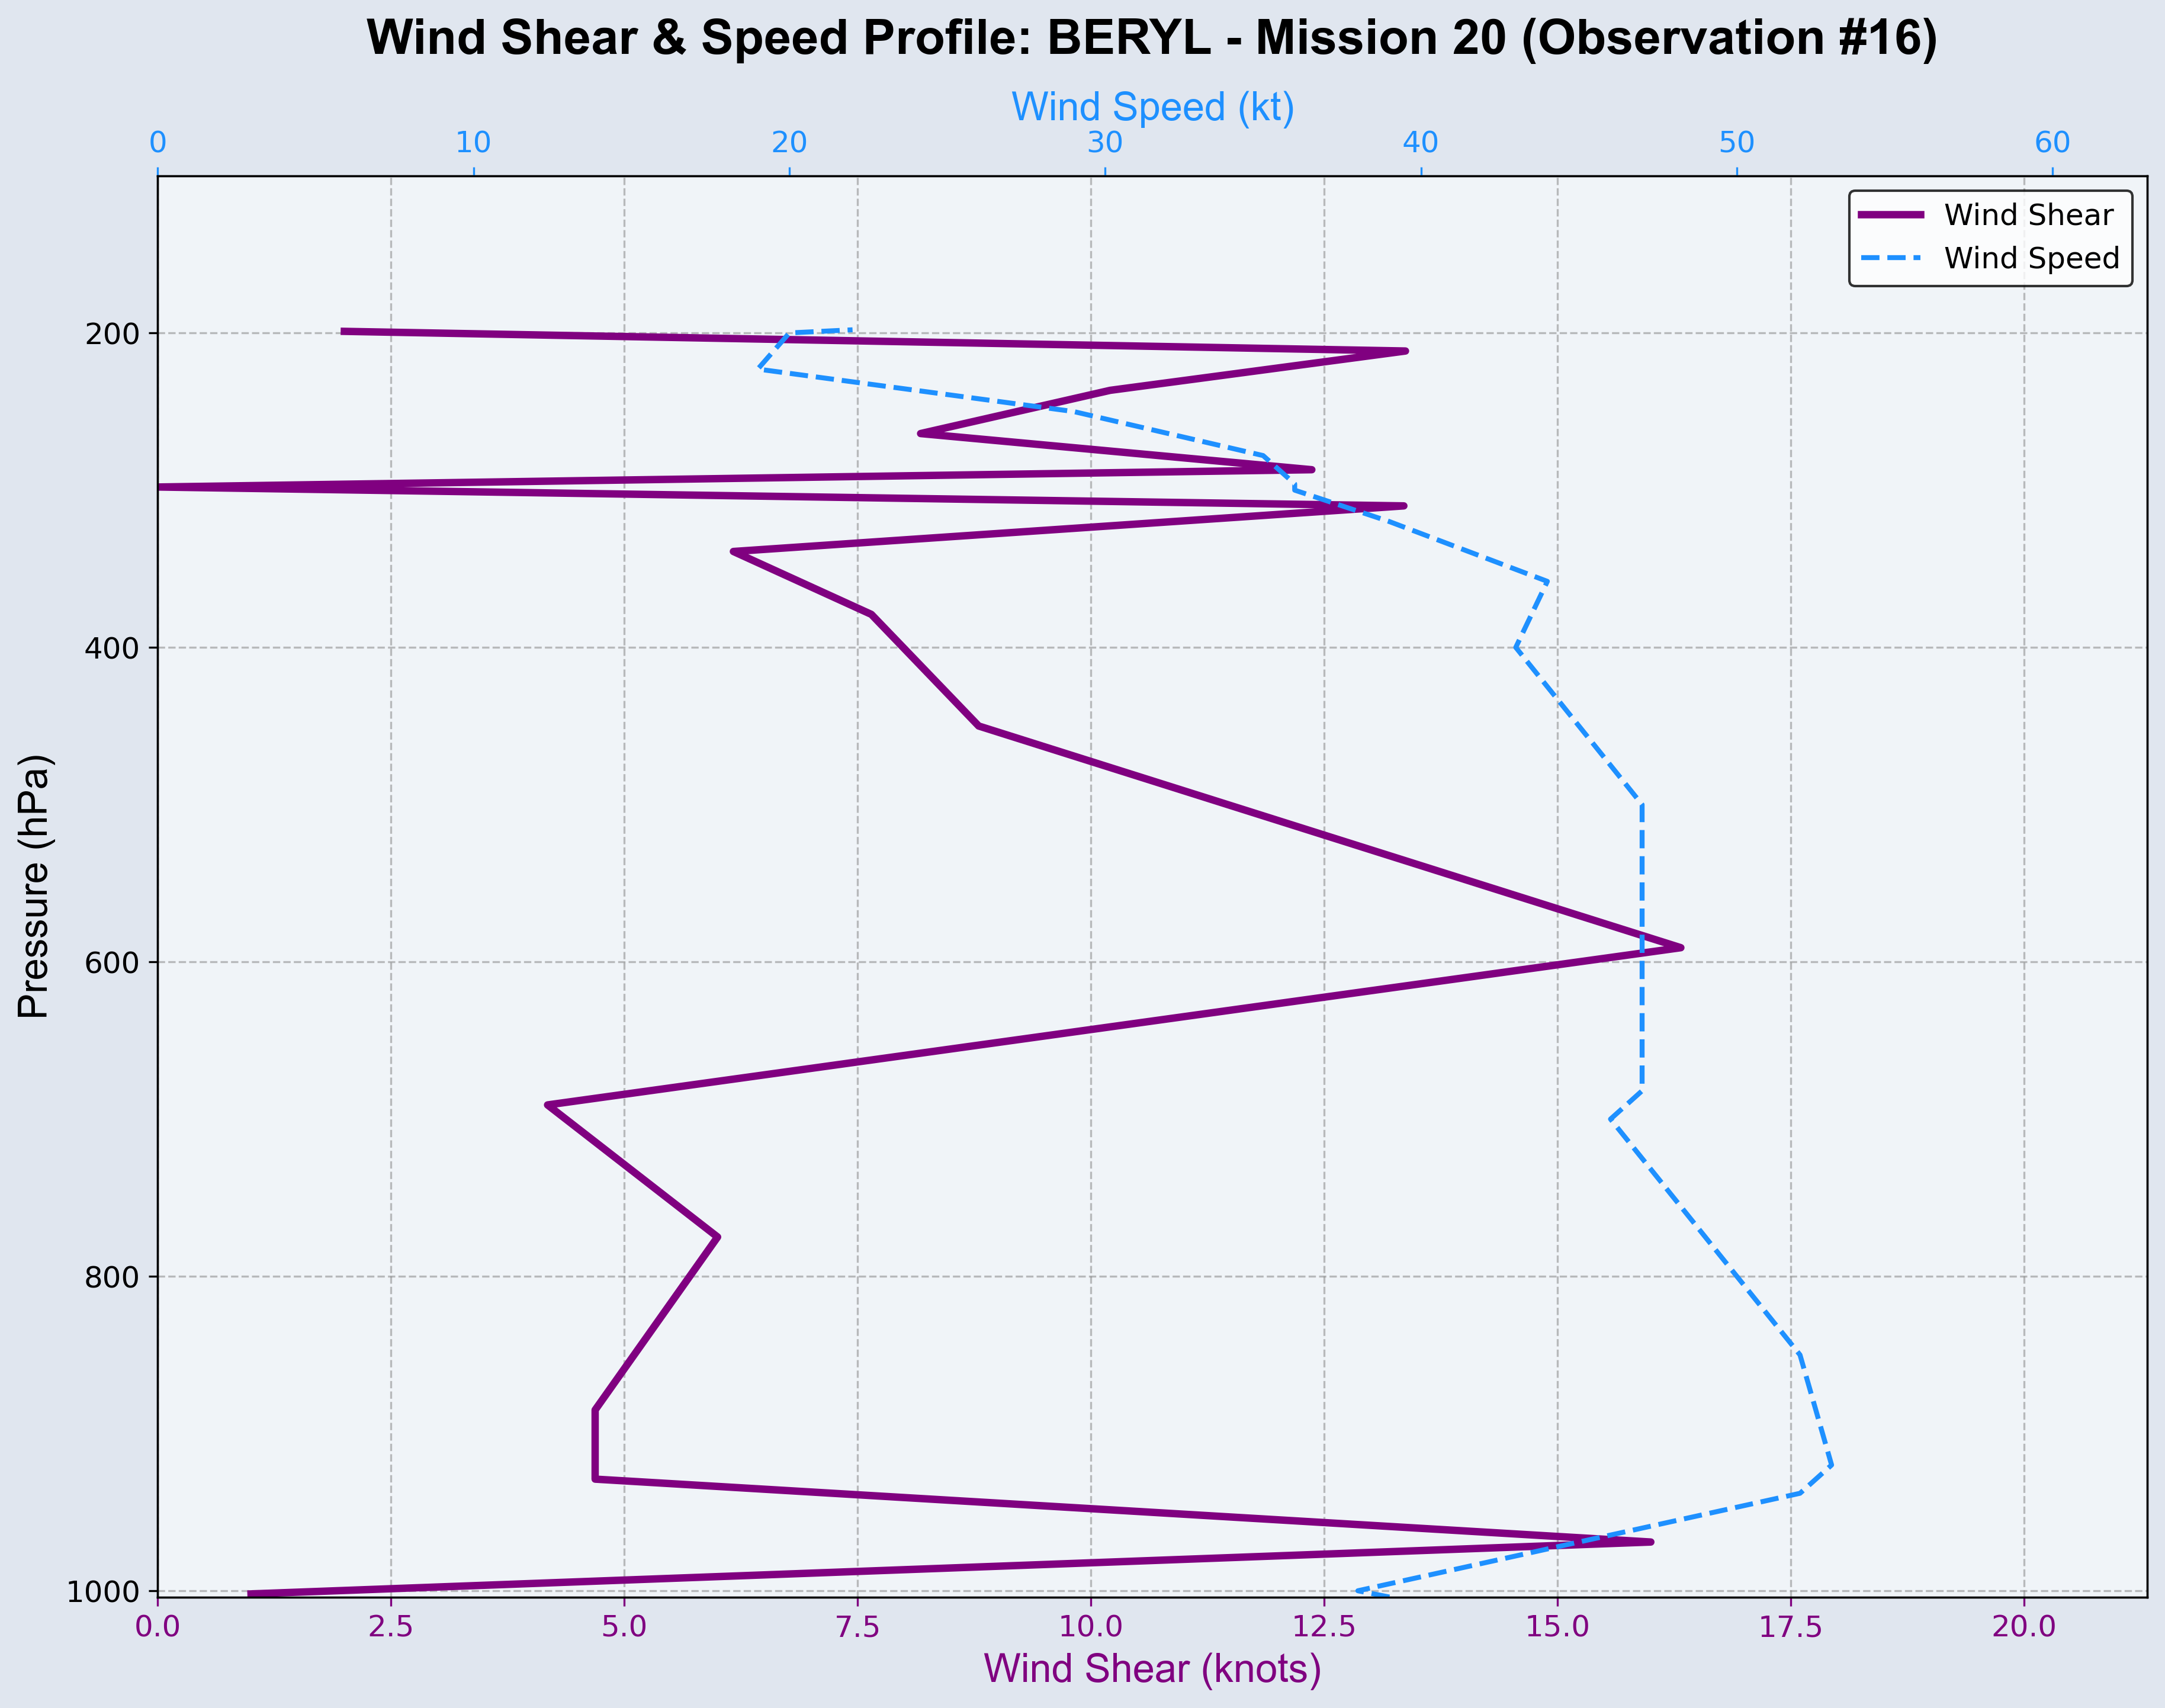 Wind Shear & Speed Profile: BERYL - Mission 20 (Observation #16)
Wind Speed (kt)
0 10 20 30 40 50 60
Wind Shear
Wind Speed
200
400
600
800
1000
Pressure (hPa)
0.0 2.5 5.0 7.5 10.0 12.5 15.0 17.5 20.0
Wind Shear (knots)